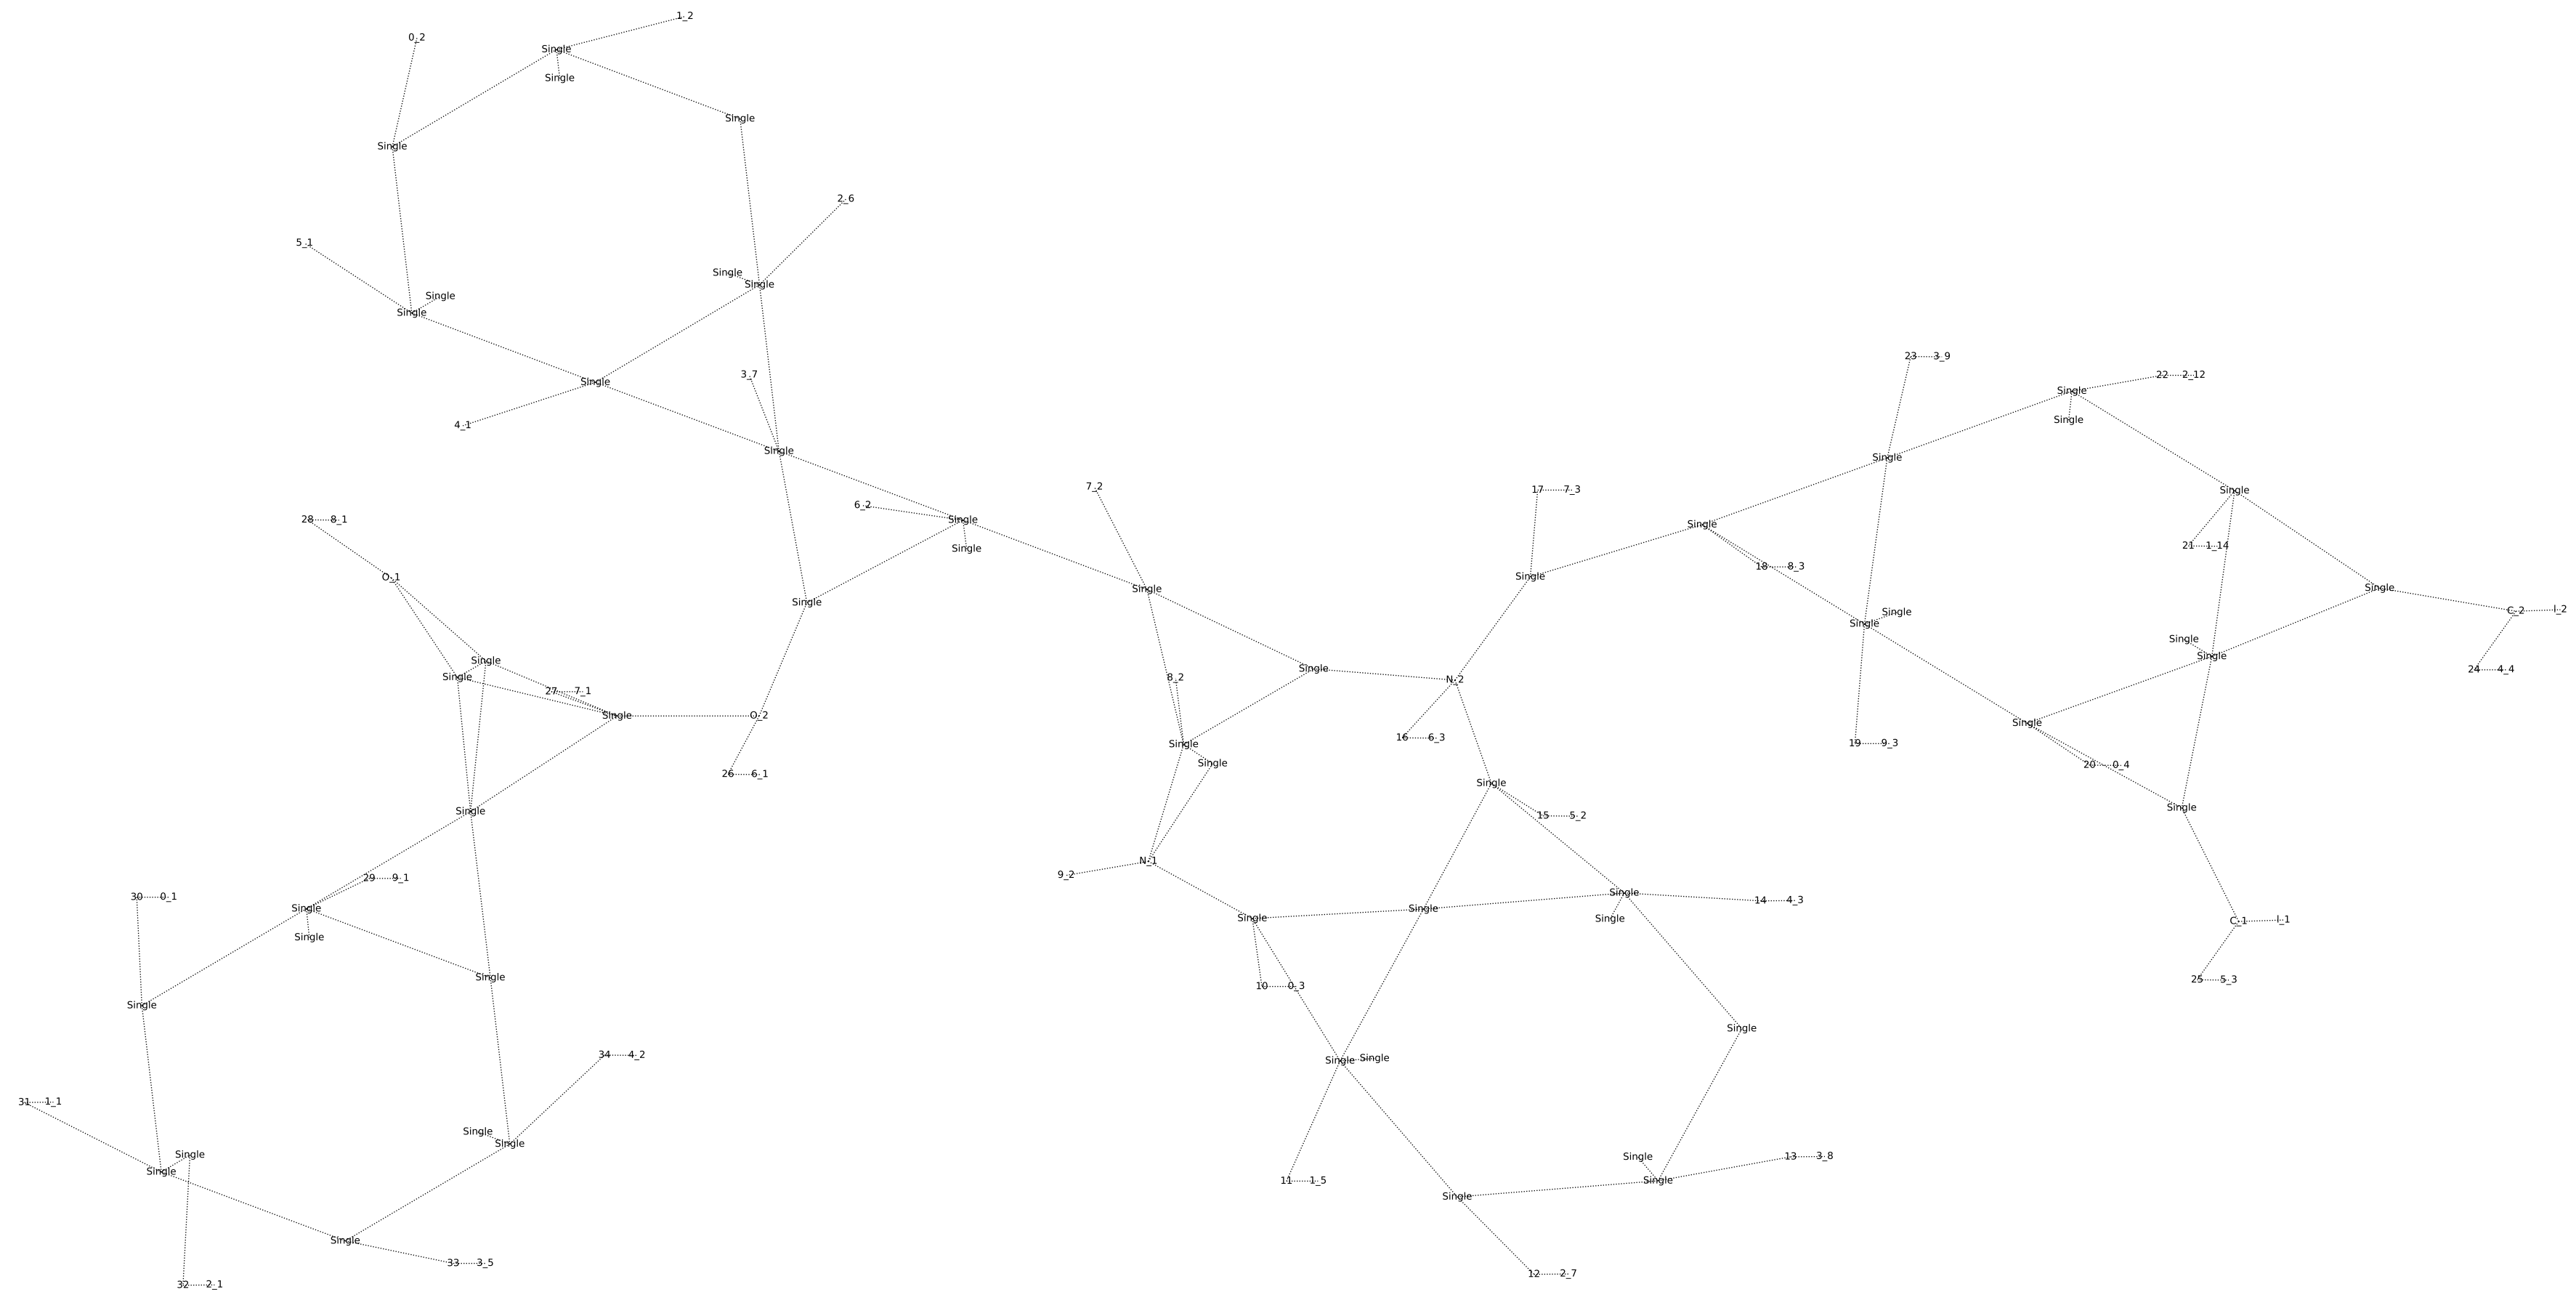 1_2
0_2
Single
Single
Single
Single
2_6
5_1
Single
Single
Single
Single
23 3_9
3_7
22 2_12
Single
Single
Single
4_1
Single
Single
7_2
17 7_3
Single
6_2
28 8_1
Single
Single
21 1_14
Single
18 8_3
O_1
Single
Single
Single
Single
C_2 I_2
Single
Single
Single
Single
Single
Single
Single
24 4_4
Single
8_2
N_2
27 7_1
Single
O_2
Single
16 6_3
19 9_3
Single
Single
20 0_4
26 6_1
Single
Single
Single
15 5_2
N_1
9_2
29 9_1
Single
30 0_1
14 4_3
Single
Single
Single
Single
C_1 I_1
Single
Single
25 5_3
10 0_3
Single
Single
34 4_2
Single
Single
31 1_1
Single
Single
Single
Single
13 3_8
Single
Single
11 1_5
Single
Single
33 3_5
12 2_7
32 2_1